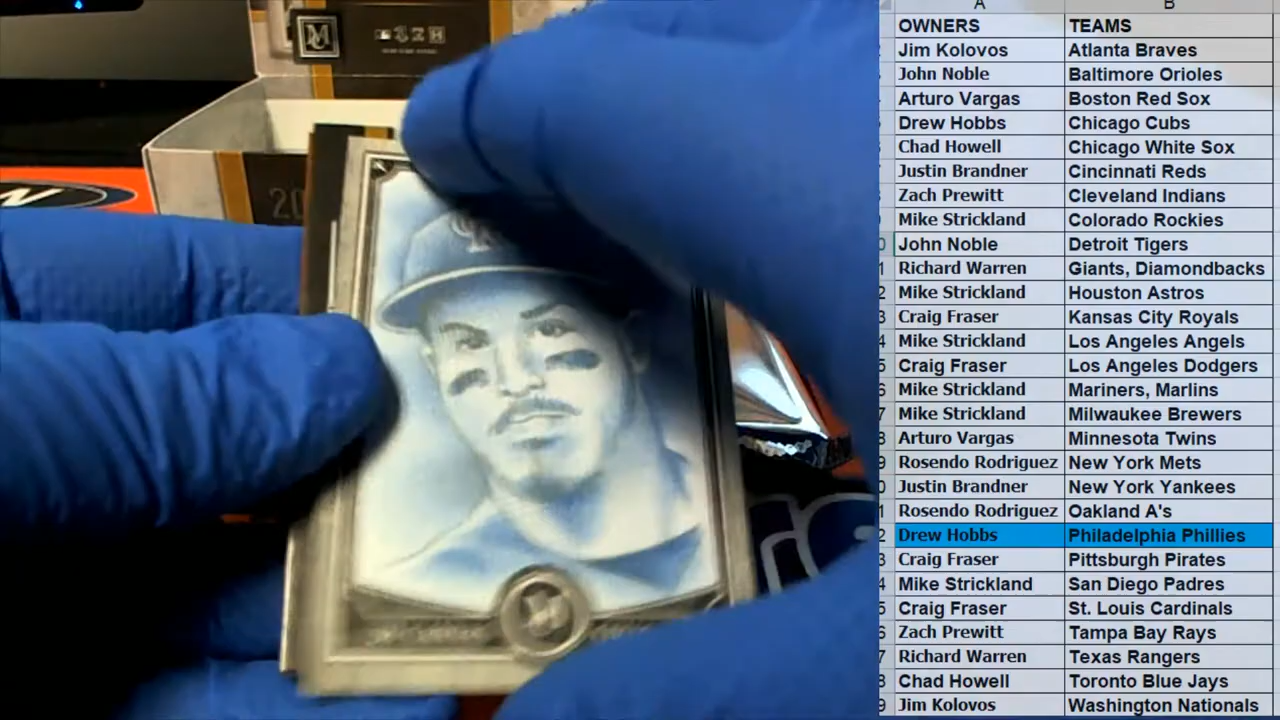 A B
OWNERS TEAMS
Jim Kolovos Atlanta Braves
John Noble Baltimore Orioles
Arturo Vargas Boston Red Sox
Drew Hobbs Chicago Cubs
Chad Howell Chicago White Sox
Justin Brandner Cincinnati Reds
Zach Prewitt Cleveland Indians
Mike Strickland Colorado Rockies
John Noble Detroit Tigers
Richard Warren Giants, Diamondbacks
Mike Strickland Houston Astros
Craig Fraser Kansas City Royals
Mike Strickland Los Angeles Angels
Craig Fraser Los Angeles Dodgers
Mike Strickland Mariners, Marlins
Mike Strickland Milwaukee Brewers
Arturo Vargas Minnesota Twins
Rosendo Rodriguez New York Mets
Justin Brandner New York Yankees
Rosendo Rodriguez Oakland A's
Drew Hobbs Philadelphia Phillies
Craig Fraser Pittsburgh Pirates
Mike Strickland San Diego Padres
Craig Fraser St. Louis Cardinals
Zach Prewitt Tampa Bay Rays
Richard Warren Texas Rangers
Chad Howell Toronto Blue Jays
Jim Kolovos Washington Nationals
MC
20